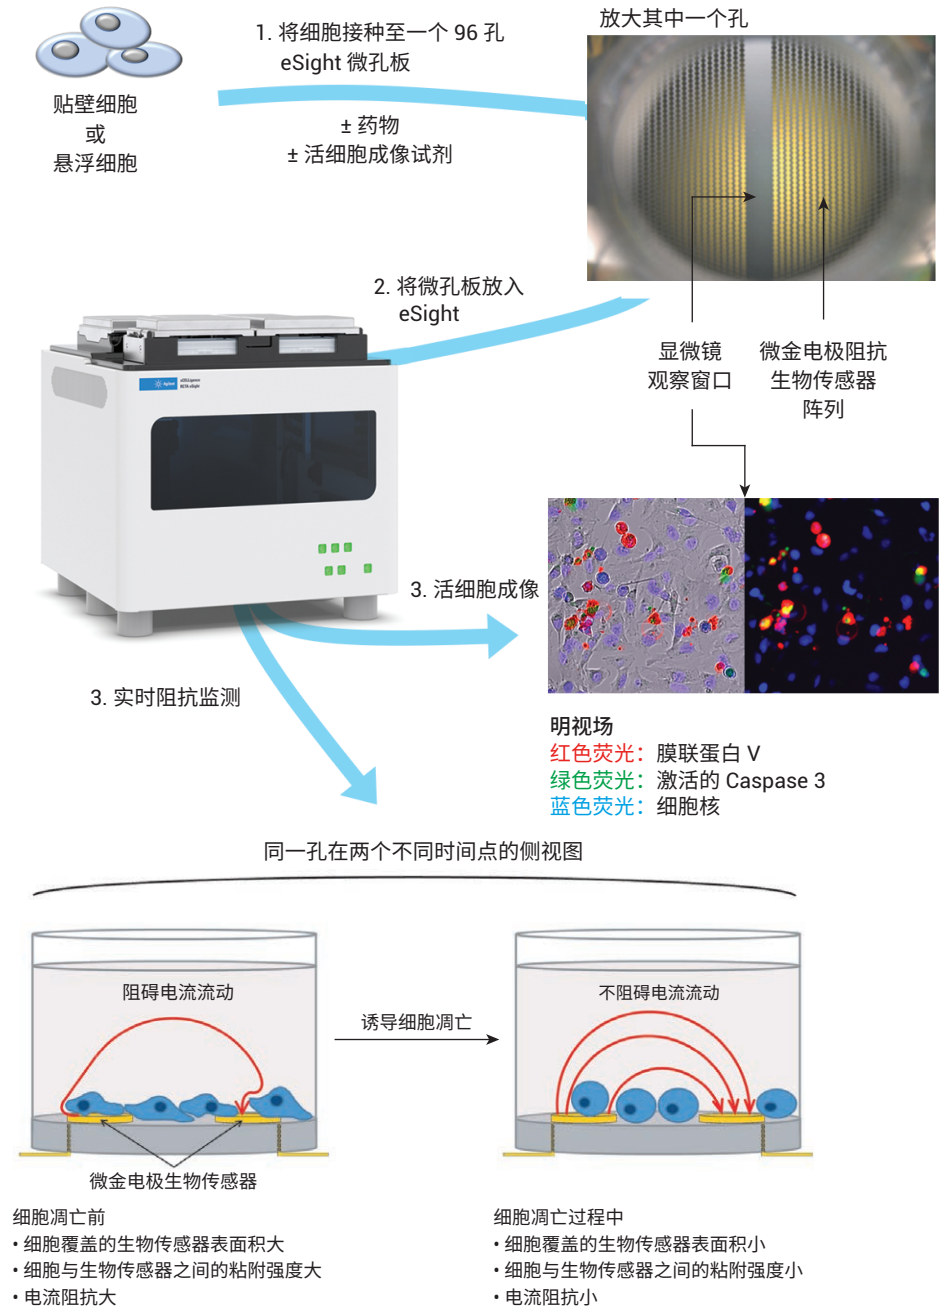 贴壁细胞
或
悬浮细胞
1. 将细胞接种至一个 96 孔
eSight 微孔板
± 药物
± 活细胞成像试剂
放大其中一个孔
2. 将微孔板放入
eSight
显微镜
观察窗口
微金电极阻抗
生物传感器
阵列
Agilent
xCELLigence
RTCA eSight
3. 活细胞成像
3. 实时阻抗监测
明视场
红色荧光：膜联蛋白 V
绿色荧光：激活的 Caspase 3
蓝色荧光：细胞核
同一孔在两个不同时间点的侧视图
阻碍电流流动
诱导细胞凋亡
不阻碍电流流动
微金电极生物传感器
细胞凋亡前
• 细胞覆盖的生物传感器表面积大
• 细胞与生物传感器之间的粘附强度大
• 电流阻抗大
细胞凋亡过程中
• 细胞覆盖的生物传感器表面积小
• 细胞与生物传感器之间的粘附强度小
• 电流阻抗小